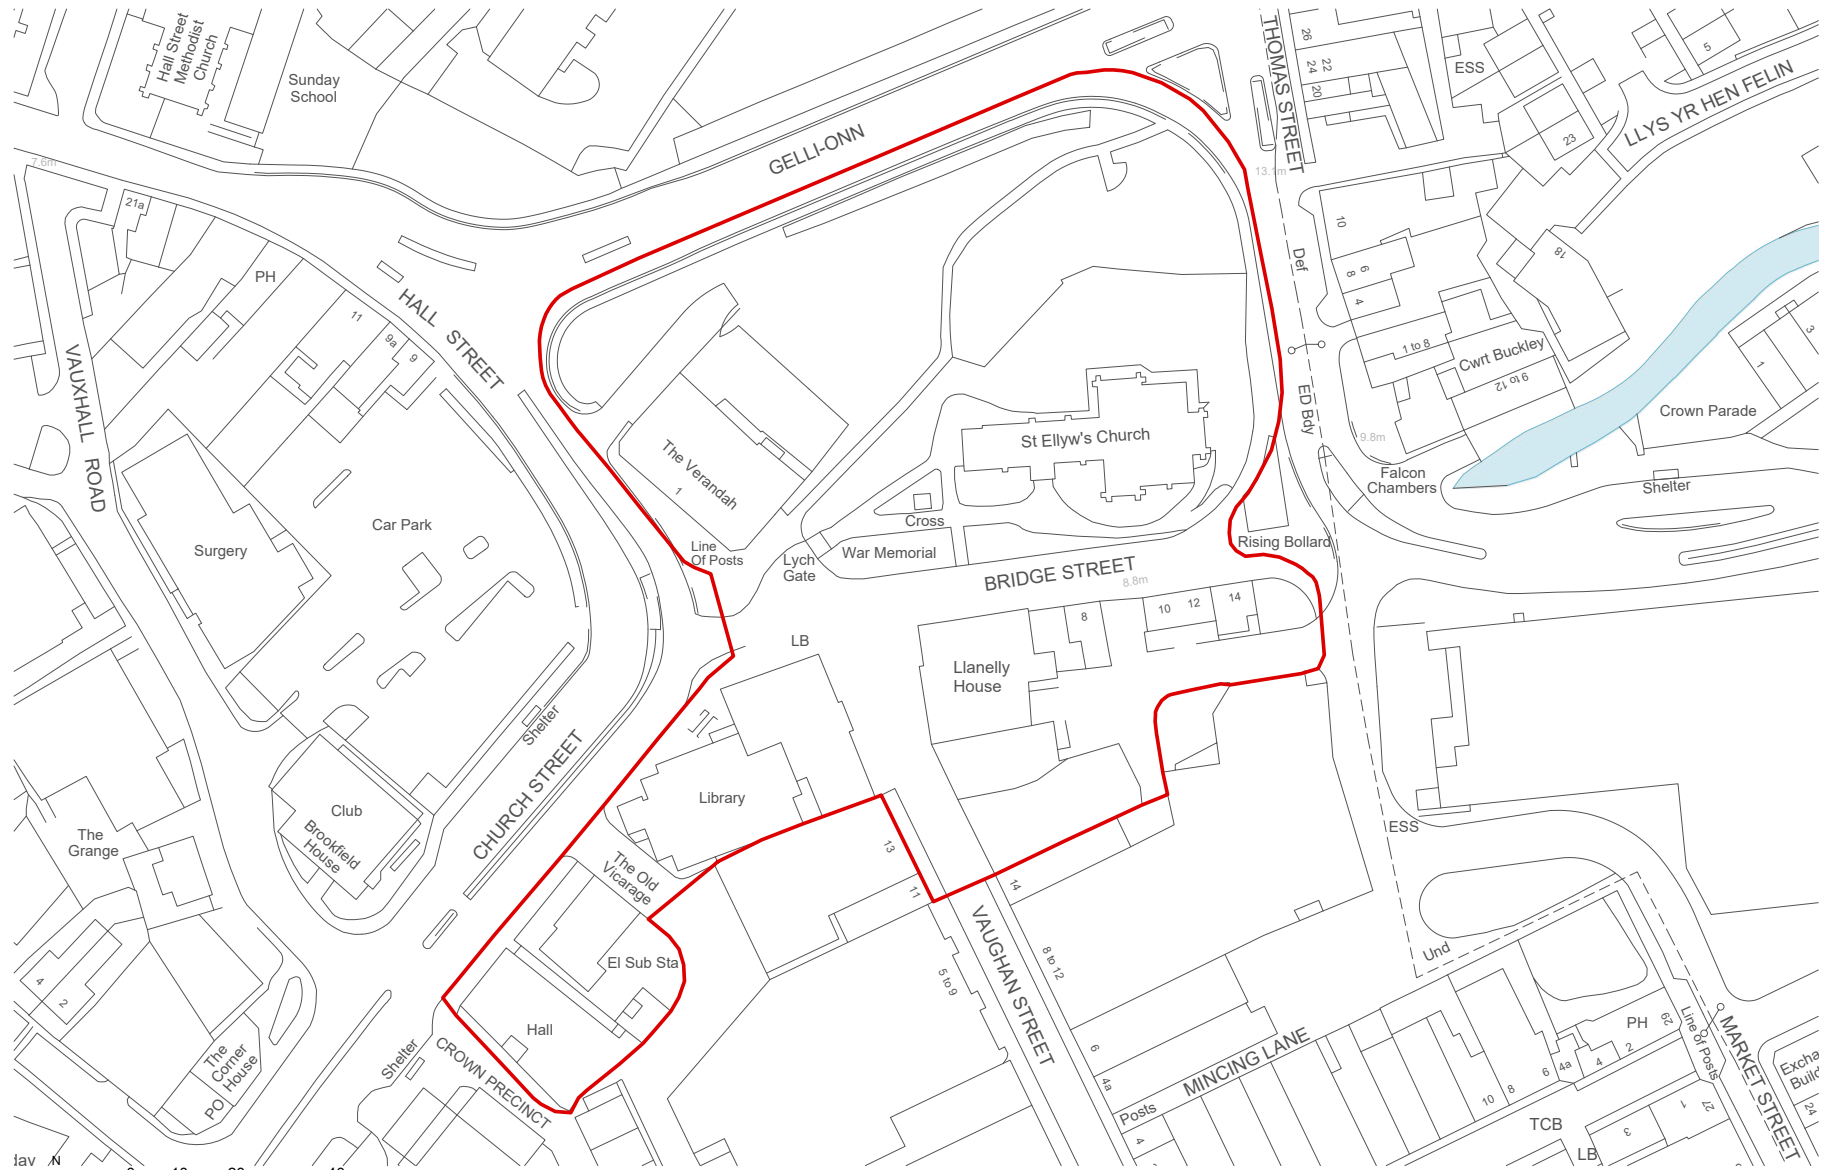 Hall Street
Methodist
Church
Sunday
School
GELLI-ONN
THOMAS STREET
26
22
24
20
ESS
5
LLYS YR HEN FELIN
23
7.6m
21a
PH
HALL STREET
11
9a
9
VAUXHALL ROAD
13.1m
Def
10
8
6
4
18
1 to 8
Cwrt Buckley
9 to 12
ED Bdy
3
1
Crown Parade
9.8m
Falcon
Chambers
Shelter
The Verandah
1
St Ellyw's Church
Cross
War Memorial
Line
Of Posts
Lych
Gate
Rising Bollard
BRIDGE STREET
8.8m
Car Park
Surgery
LB
8
10
12
14
Llanelly
House
Shelter
CHURCH STREET
Library
Club
Brookfield
House
The
Grange
The Old
Vicarage
13
11
14
ESS
El Sub Sta
VAUGHAN STREET
5 to 9
8 to 12
Und
4
2
Hall
The
Corner
House
PO
Shelter
CROWN PRECINCT
6
4a
MINCING LANE
Posts
4
10
8
6
4a
4
2
PH
29
Line of Posts
MARKET STREET
TCB
LB
3
1
27
24
N